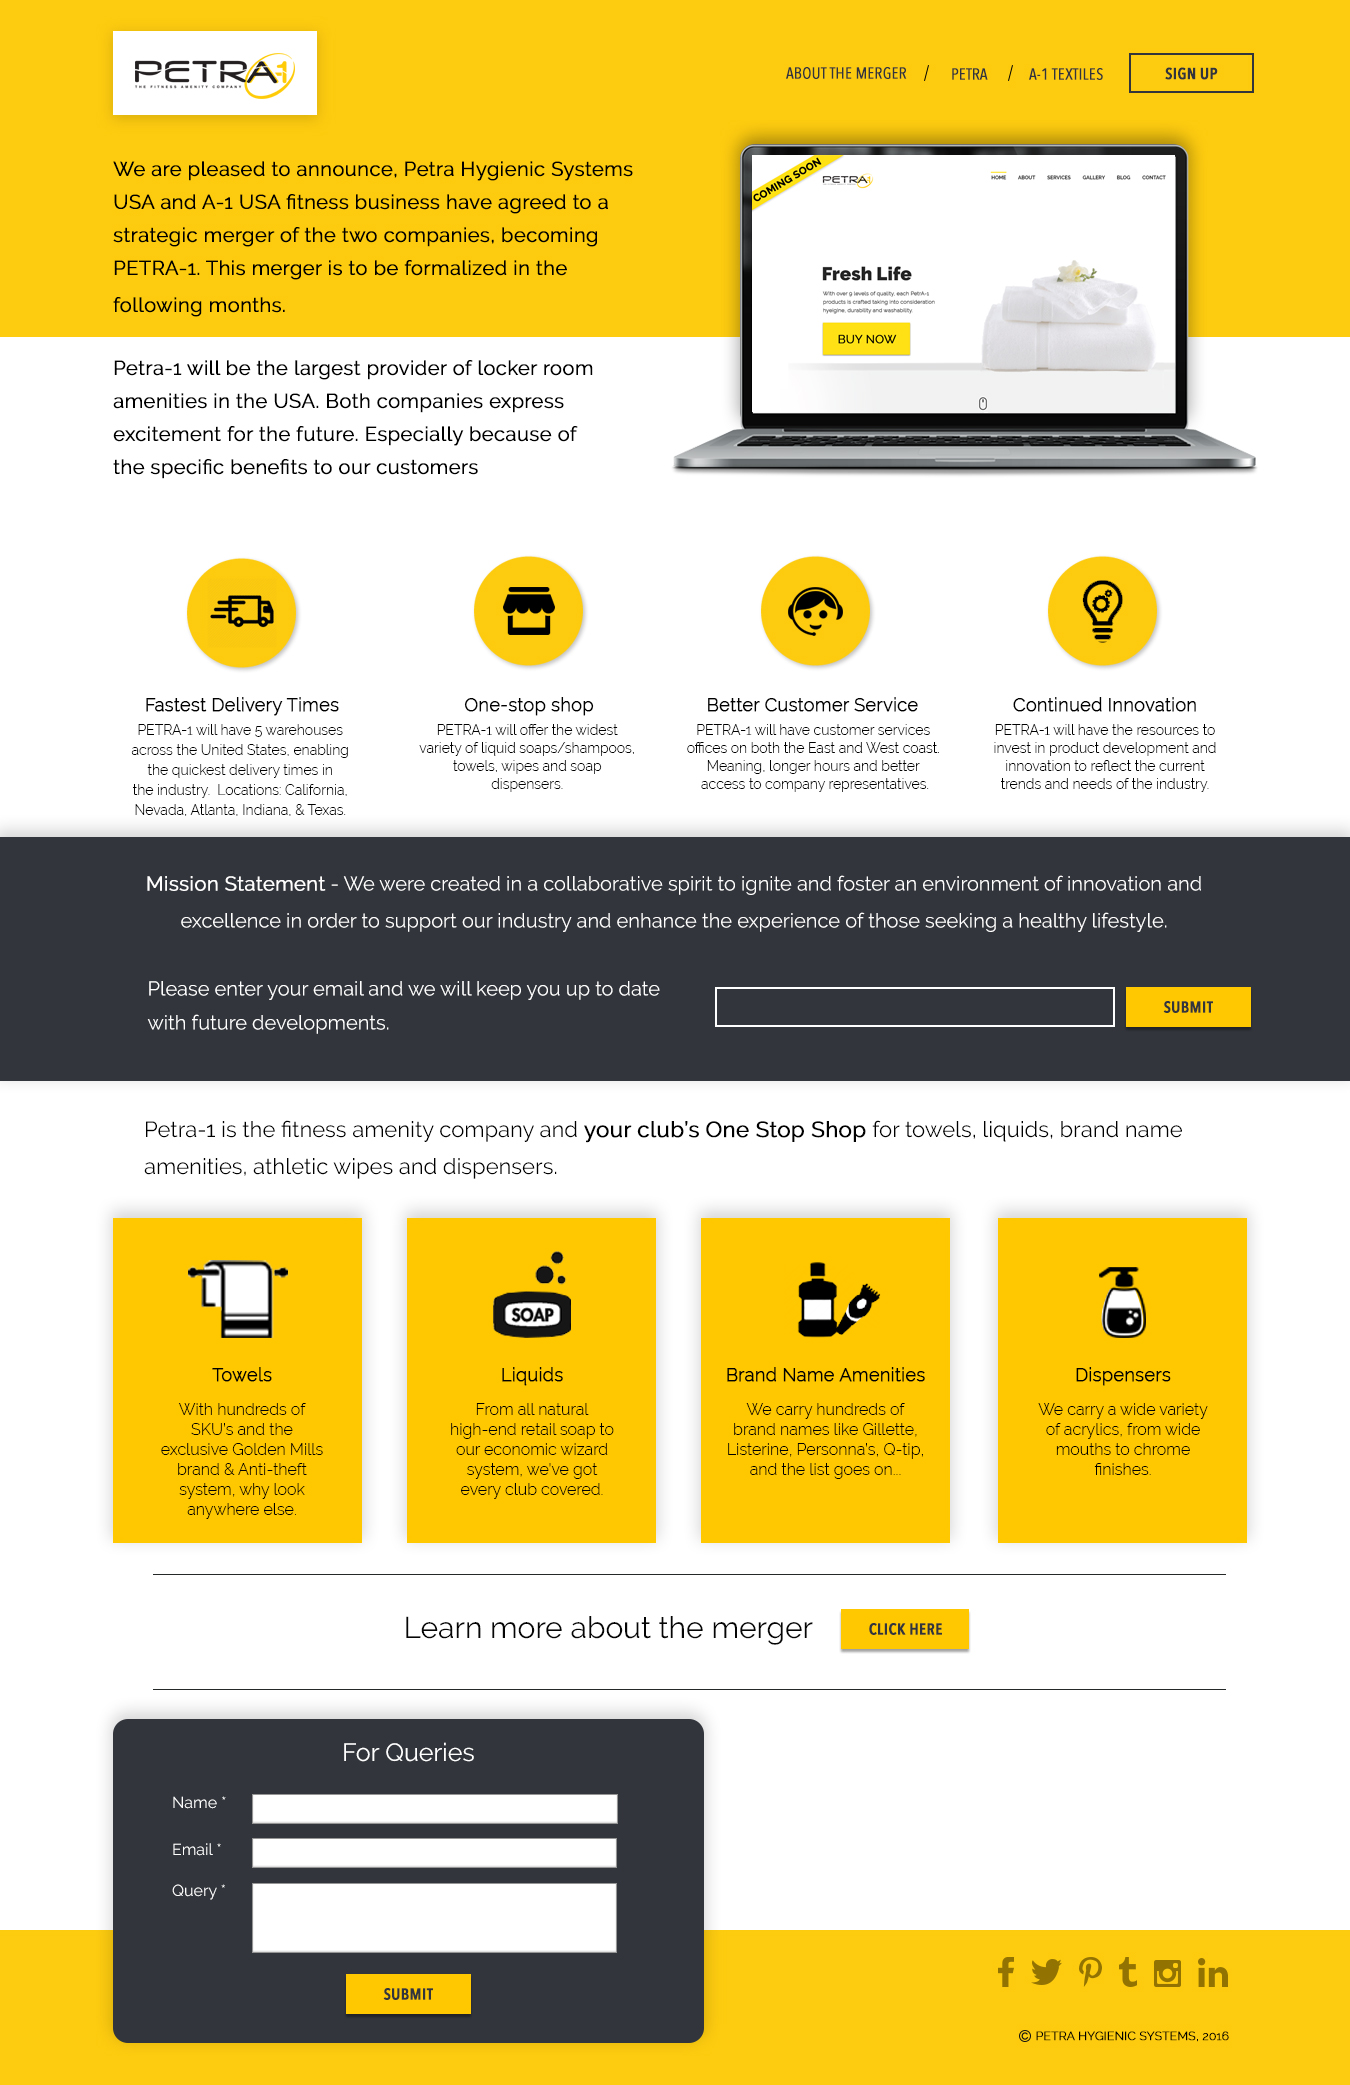 PETRA-1
THE FITNESS AMENITY COMPANY
ABOUT THE MERGER / PETRA / A-1 TEXTILES
SIGN UP
We are pleased to announce, Petra Hygienic Systems
USA and A-1 USA fitness business have agreed to a
strategic merger of the two companies, becoming
PETRA-1. This merger is to be formalized in the
following months.
Petra-1 will be the largest provider of locker room
amenities in the USA. Both companies express
excitement for the future. Especially because of
the specific benefits to our customers
COMING SOON
PETRA-1
HOME ABOUT SERVICES GALLERY BLOG CONTACT
Fresh Life
With over 9 levels of quality, each PetrA-1
products is crafted taking into consideration
hyeigine, durability and washability.
BUY NOW
Fastest Delivery Times
PETRA-1 will have 5 warehouses
across the United States, enabling
the quickest delivery times in
the industry. Locations: California,
Nevada, Atlanta, Indiana, & Texas.
One-stop shop
PETRA-1 will offer the widest
variety of liquid soaps/shampoos,
towels, wipes and soap
dispensers.
Better Customer Service
PETRA-1 will have customer services
offices on both the East and West coast.
Meaning, longer hours and better
access to company representatives.
Continued Innovation
PETRA-1 will have the resources to
invest in product development and
innovation to reflect the current
trends and needs of the industry.
Mission Statement - We were created in a collaborative spirit to ignite and foster an environment of innovation and
excellence in order to support our industry and enhance the experience of those seeking a healthy lifestyle.
Please enter your email and we will keep you up to date
with future developments.
SUBMIT
Petra-1 is the fitness amenity company and your club's One Stop Shop for towels, liquids, brand name
amenities, athletic wipes and dispensers.
Towels
With hundreds of
SKU's and the
exclusive Golden Mills
brand & Anti-theft
system, why look
anywhere else.
SOAP
Liquids
From all natural
high-end retail soap to
our economic wizard
system, we've got
every club covered.
Brand Name Amenities
We carry hundreds of
brand names like Gillette,
Listerine, Personna's, Q-tip,
and the list goes on...
Dispensers
We carry a wide variety
of acrylics, from wide
mouths to chrome
finishes.
Learn more about the merger
CLICK HERE
For Queries
Name *
Email *
Query *
SUBMIT
© PETRA HYGIENIC SYSTEMS, 2016